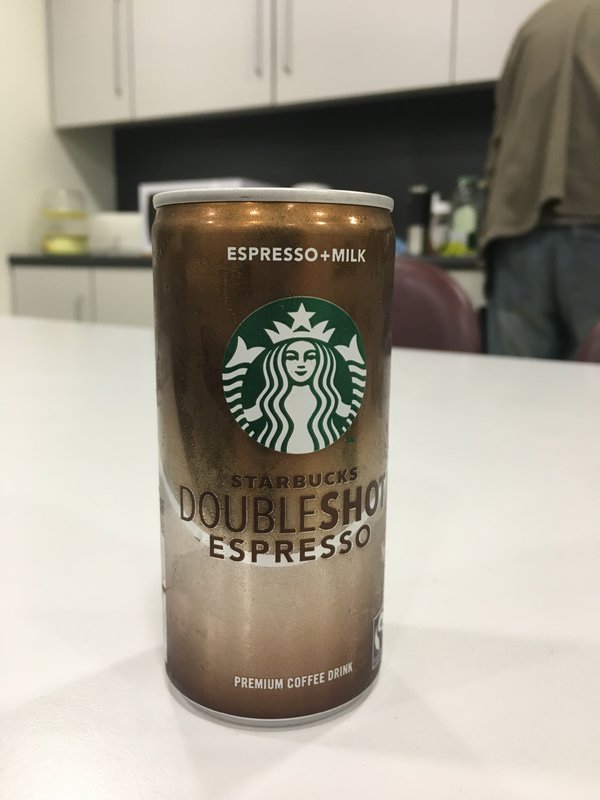 ESPRESSO+MILK
STARBUCKS
DOUBLESHOT
ESPRESSO
PREMIUM COFFEE DRINK